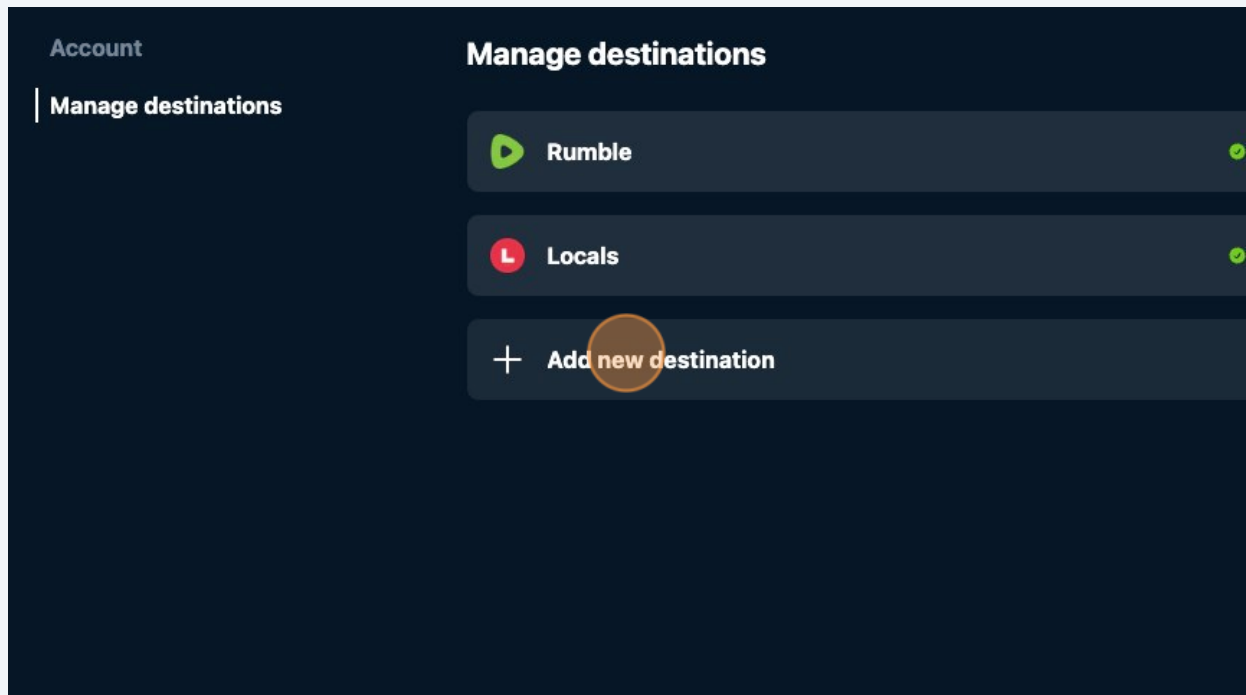 Account
Manage destinations
Manage destinations
Rumble
Locals
Add new destination